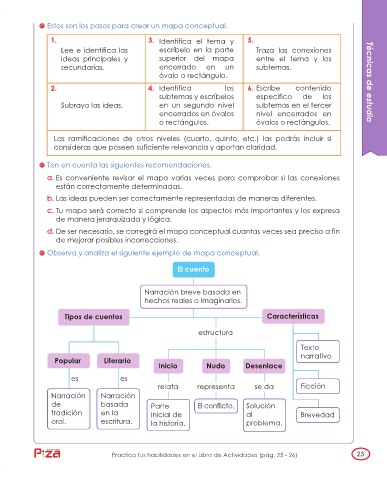 Estos son los pasos para crear un mapa conceptual.
1.
Lee e identifica las
ideas principales y
secundarias.
3. Identifica el tema y
escríbelo en la parte
superior del mapa
encerrado en un
óvalo o rectángulo.
5.
Traza las conexiones
entre el tema y los
subtemas.
2.
Subraya las ideas.
4. Identifica los
subtemas y escríbelos
en un segundo nivel
encerrados en óvalos
o rectángulos.
6. Escribe contenido
específico de los
subtemas en el tercer
nivel encerrados en
óvalos o rectángulos.
Las ramificaciones de otros niveles (cuarto, quinto, etc.) las podrás incluir si
consideras que poseen suficiente relevancia y aportan claridad.
Ten en cuenta las siguientes recomendaciones.
a. Es conveniente revisar el mapa varias veces para comprobar si las conexiones
están correctamente determinadas.
b. Las ideas pueden ser correctamente representadas de maneras diferentes.
c. Tu mapa será correcto si comprende los aspectos más importantes y los expresa
de manera jerarquizada y lógica.
d. De ser necesario, se corregirá el mapa conceptual cuantas veces sea preciso a fin
de mejorar posibles incorrecciones.
Observa y analiza el siguiente ejemplo de mapa conceptual.
El cuento
Narración breve basada en
hechos reales o imaginarios.
Tipos de cuentos
Características
estructura
Texto
narrativo
Popular
Literario
Inicio
Nudo
Desenlace
es
es
relata
representa
se da
Ficción
Narración
de
tradición
oral.
Narración
basada
en la
escritura.
Parte
inicial de
la historia.
El conflicto.
Solución
al
problema.
Brevedad
Piza
Practica tus habilidades en el Libro de Actividades (pág. 25 - 26)
23
Técnicas de estudio